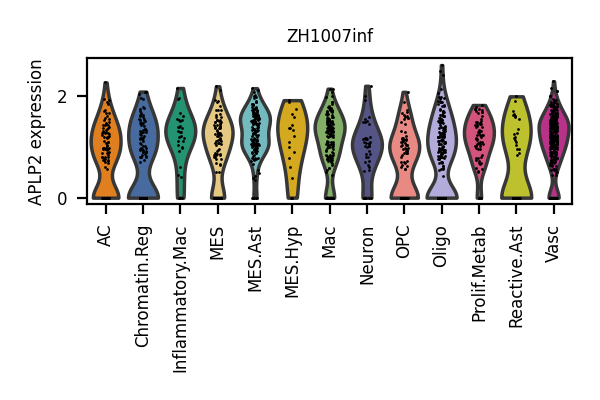 ZH1007inf
APLP2 expression
2
0
AC
Chromatin.Reg
Inflammatory.Mac
MES
MES.Ast
MES.Hyp
Mac
Neuron
OPC
Oligo
Prolif.Metab
Reactive.Ast
Vasc